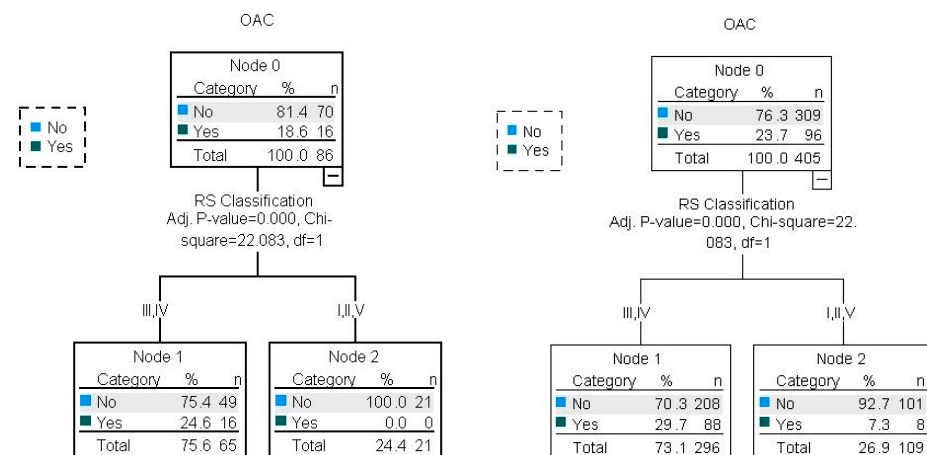 OAC
Node 0
Category % n
No 81.4 70
Yes 18.6 16
Total 100.0 86
No
Yes
RS Classification
Adj. P-value=0.000, Chi-
square=22.083, df=1
III,IV
I,II,V
Node 1
Category % n
No 75.4 49
Yes 24.6 16
Total 75.6 65
Node 2
Category % n
No 100.0 21
Yes 0.0 0
Total 24.4 21
OAC
Node 0
Category % n
No 76.3 309
Yes 23.7 96
Total 100.0 405
No
Yes
RS Classification
Adj. P-value=0.000, Chi-square=22.
083, df=1
III,IV
I,II,V
Node 1
Category % n
No 70.3 208
Yes 29.7 88
Total 73.1 296
Node 2
Category % n
No 92.7 101
Yes 7.3 8
Total 26.9 109